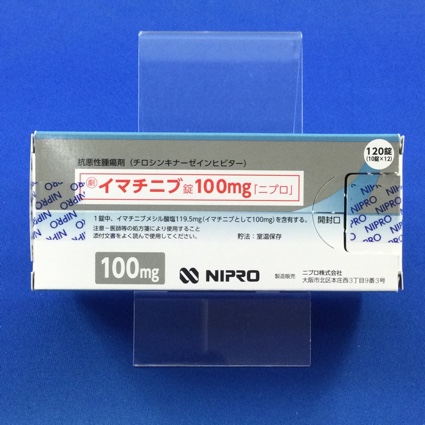 抗悪性腫瘍剤（チロシンキナーゼインヒビター）
120錠
(10錠×12)
劇 イマチニブ錠100mg「ニプロ」
開封口
1錠中、イマチニブメシル酸塩119.5mg(イマチニブとして100mg)を含有する。
注意－医師等の処方箋により使用すること
添付文書をよく読んで使用してください。
貯法：室温保存
100mg
NIPRO
製造販売
ニプロ株式会社
大阪市北区本庄西3丁目9番3号
NIPRO
NIPRO
NIPRO
NIPRO